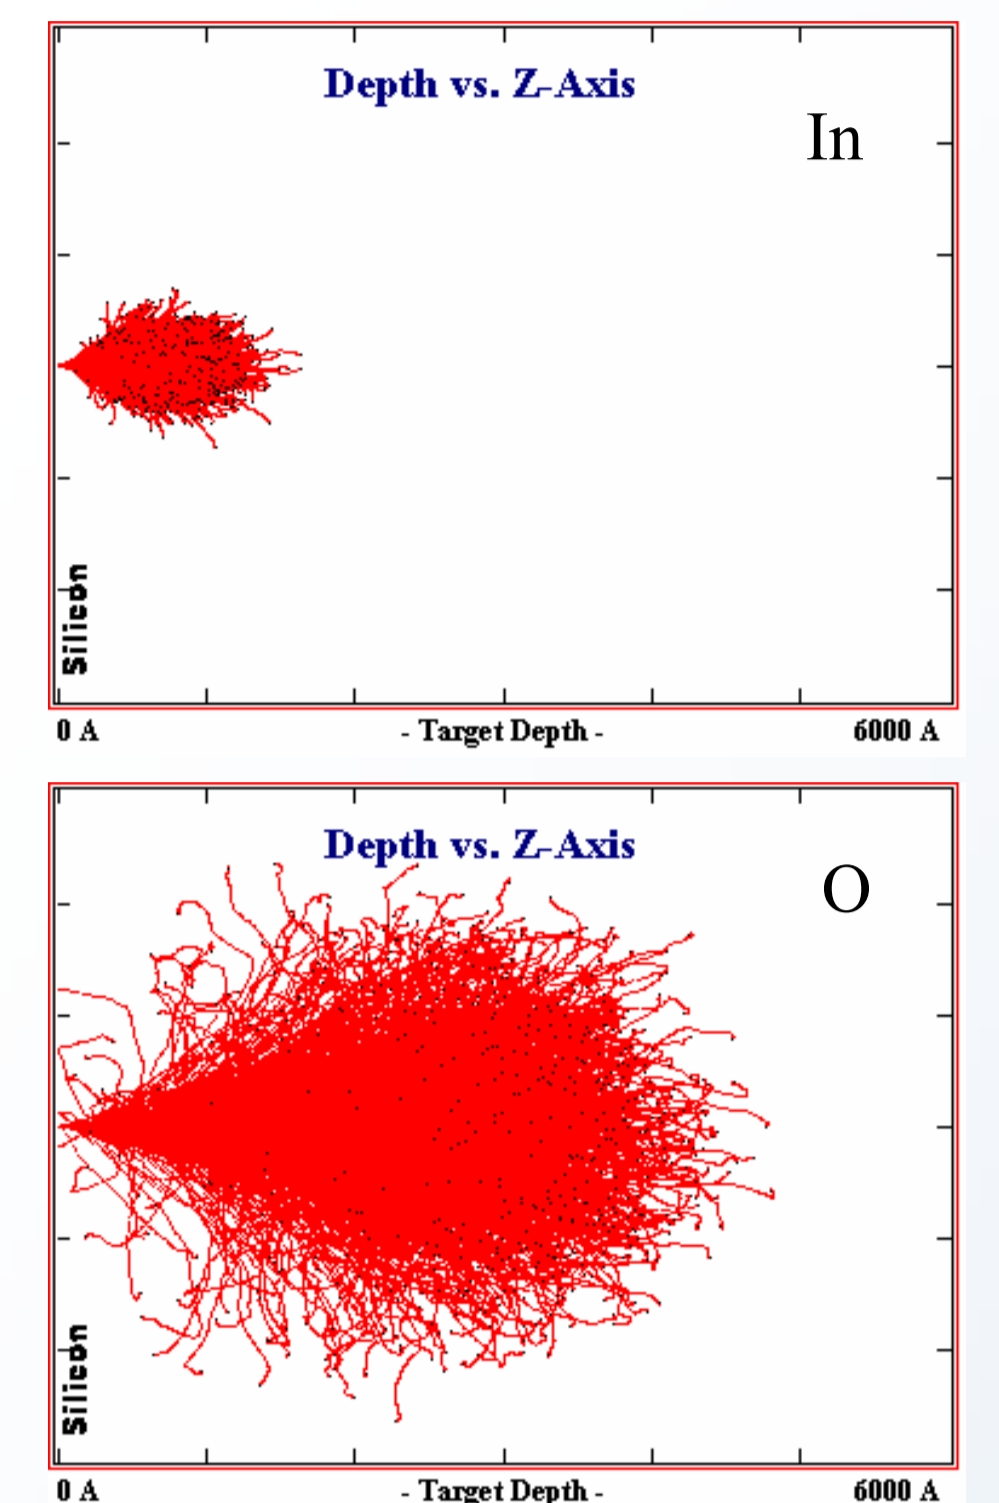 Depth vs. Z-Axis
In
Silicon
0 A - Target Depth - 6000 A
Depth vs. Z-Axis
O
Silicon
0 A - Target Depth - 6000 A